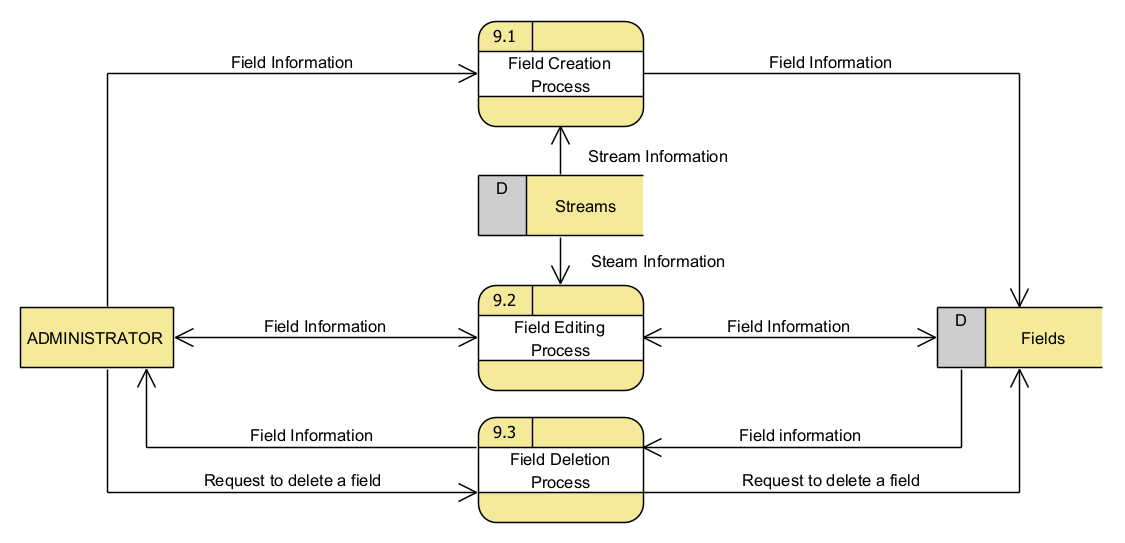 9.1
Field Information
Field Creation
Process
Field Information
Stream Information
D
Streams
Steam Information
9.2
ADMINISTRATOR
Field Information
Field Editing
Process
Field Information
D
Fields
9.3
Field Information
Field Deletion
Process
Field information
Request to delete a field
Request to delete a field